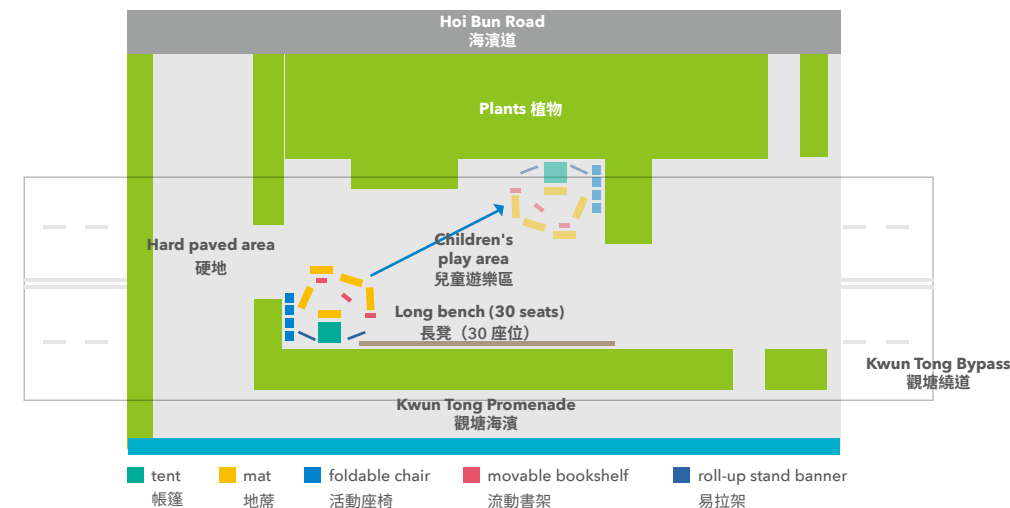 Hoi Bun Road
海濱道
Plants 植物
Hard paved area
硬地
Children's
play area
兒童遊樂區
Long bench (30 seats)
長凳（30 座位）
Kwun Tong Bypass
觀塘繞道
Kwun Tong Promenade
觀塘海濱
tent
帳篷
mat
地蓆
foldable chair
活動座椅
movable bookshelf
流動書架
roll-up stand banner
易拉架